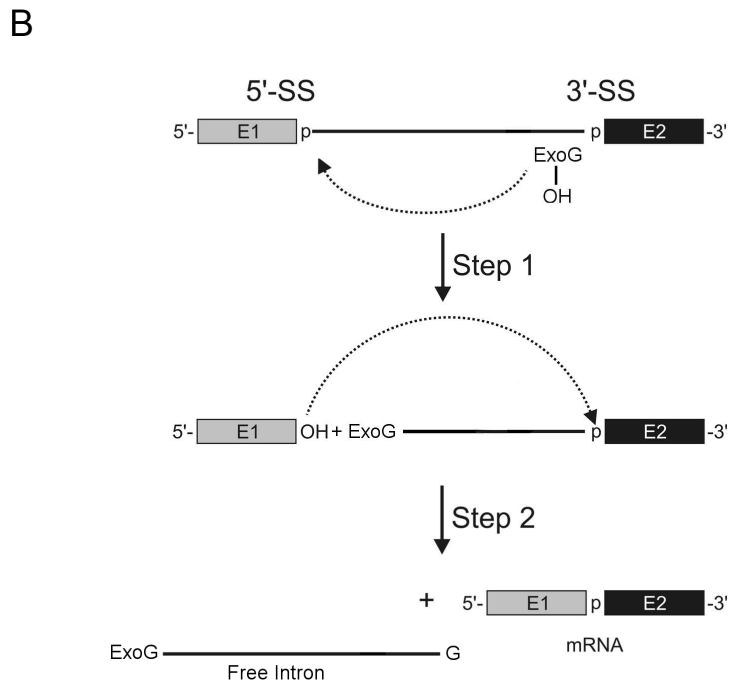 B
5'-SS 3'-SS
5'- E1 p p E2 -3'
ExoG
OH
Step 1
5'- E1 OH + ExoG p E2 -3'
Step 2
+ 5'- E1 p E2 -3'
mRNA
ExoG G
Free Intron